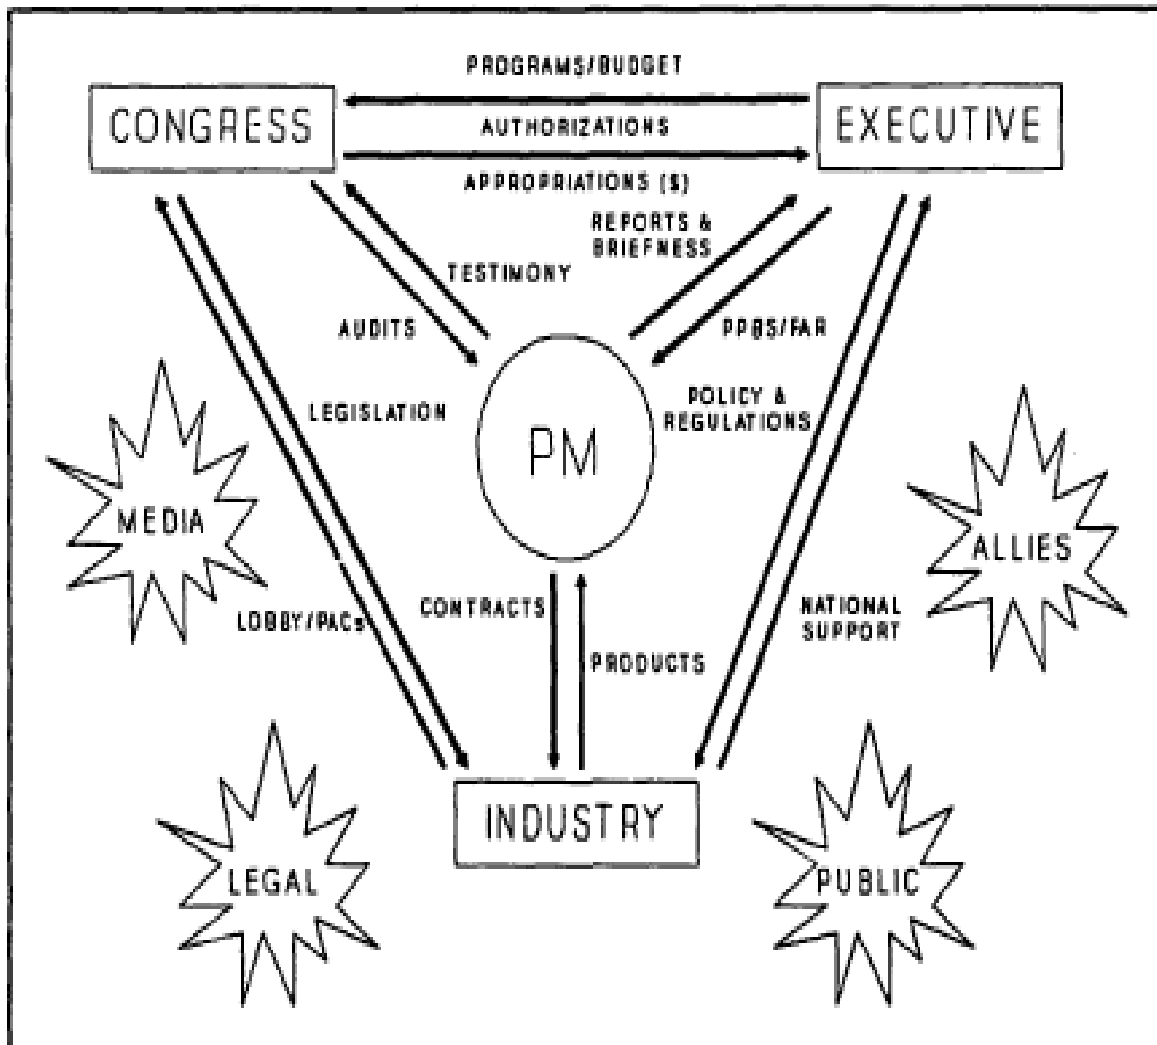 PROGRAMS/BUDGET
CONGRESS
EXECUTIVE
AUTHORIZATIONS
APPROPRIATIONS ($)
REPORTS &
BRIEFNESS
TESTIMONY
AUDITS
PPBS/FAR
LEGISLATION
POLICY &
REGULATIONS
PM
MEDIA
ALLIES
LOBBY/PACs
CONTRACTS
NATIONAL
SUPPORT
PRODUCTS
INDUSTRY
LEGAL
PUBLIC